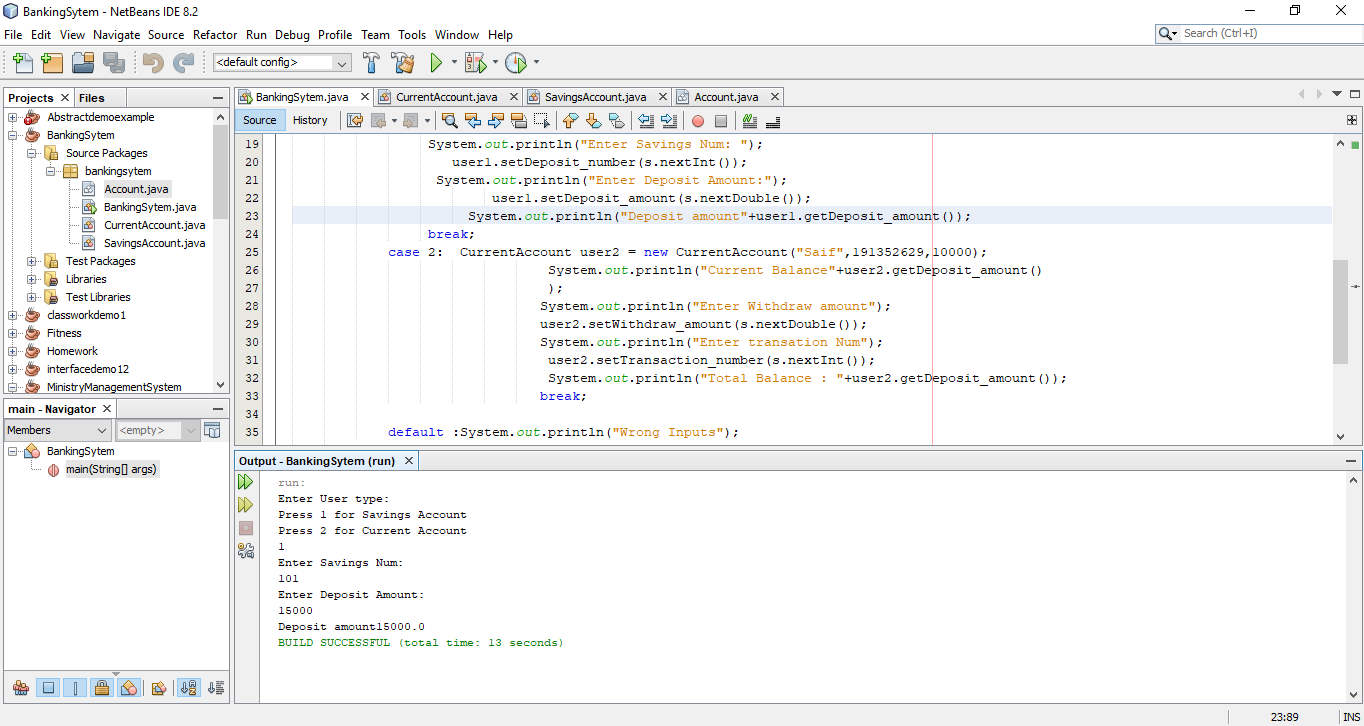 BankingSytem - NetBeans IDE 8.2
File Edit View Navigate Source Refactor Run Debug Profile Team Tools Window Help
Search (Ctrl+I)
<default config>
Projects Files
Abstractdemoexample
BankingSytem
Source Packages
bankingsytem
Account.java
BankingSytem.java
CurrentAccount.java
SavingsAccount.java
Test Packages
Libraries
Test Libraries
classworkdemo1
Fitness
Homework
interfacedemo12
MinistryManagementSystem
main - Navigator
Members <empty>
BankingSytem
main(String[] args)
BankingSytem.java CurrentAccount.java SavingsAccount.java Account.java
Source History
19 System.out.println("Enter Savings Num: ");
20 user1.setDeposit_number(s.nextInt());
21 System.out.println("Enter Deposit Amount:");
22 user1.setDeposit_amount(s.nextDouble());
23 System.out.println("Deposit amount"+user1.getDeposit_amount());
24 break;
25 case 2: CurrentAccount user2 = new CurrentAccount("Saif",191352629,10000);
26 System.out.println("Current Balance"+user2.getDeposit_amount()
27 );
28 System.out.println("Enter Withdraw amount");
29 user2.setWithdraw_amount(s.nextDouble());
30 System.out.println("Enter transation Num");
31 user2.setTransaction_number(s.nextInt());
32 System.out.println("Total Balance : "+user2.getDeposit_amount());
33 break;
34
35 default :System.out.println("Wrong Inputs");
Output - BankingSytem (run)
run:
Enter User type:
Press 1 for Savings Account
Press 2 for Current Account
1
Enter Savings Num:
101
Enter Deposit Amount:
15000
Deposit amount15000.0
BUILD SUCCESSFUL (total time: 13 seconds)
23:89 INS